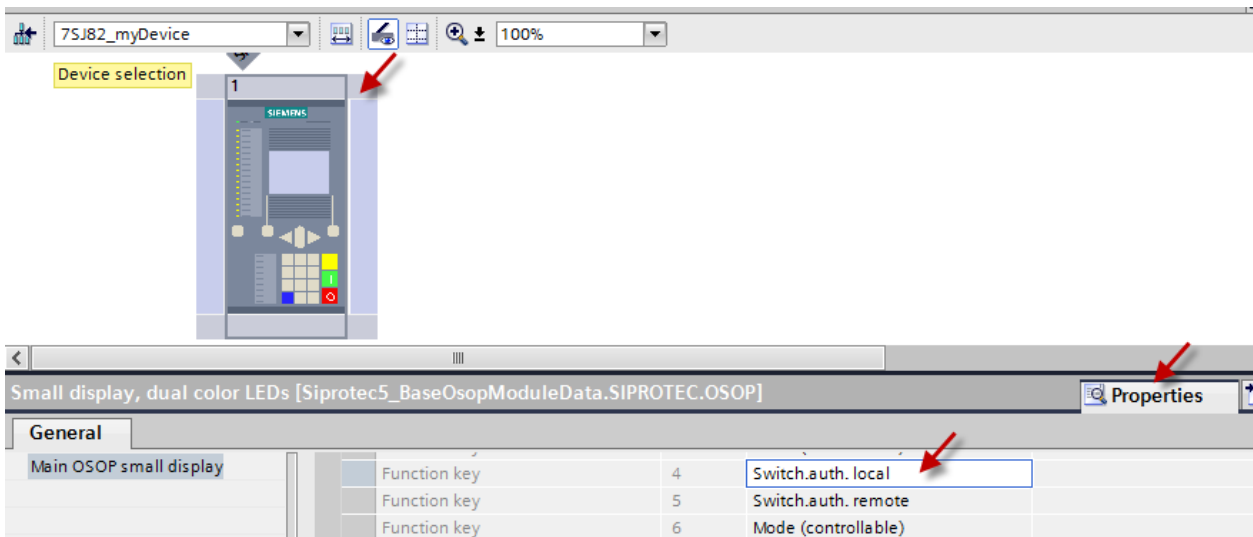 7SJ82_myDevice 100%
Device selection
1
SIEMENS
Small display, dual color LEDs [Siprotec5_BaseOsopModuleData.SIPROTEC.OSOP] Properties
General
Main OSOP small display
Function key 4 Switch.auth. local
Function key 5 Switch.auth. remote
Function key 6 Mode (controllable)